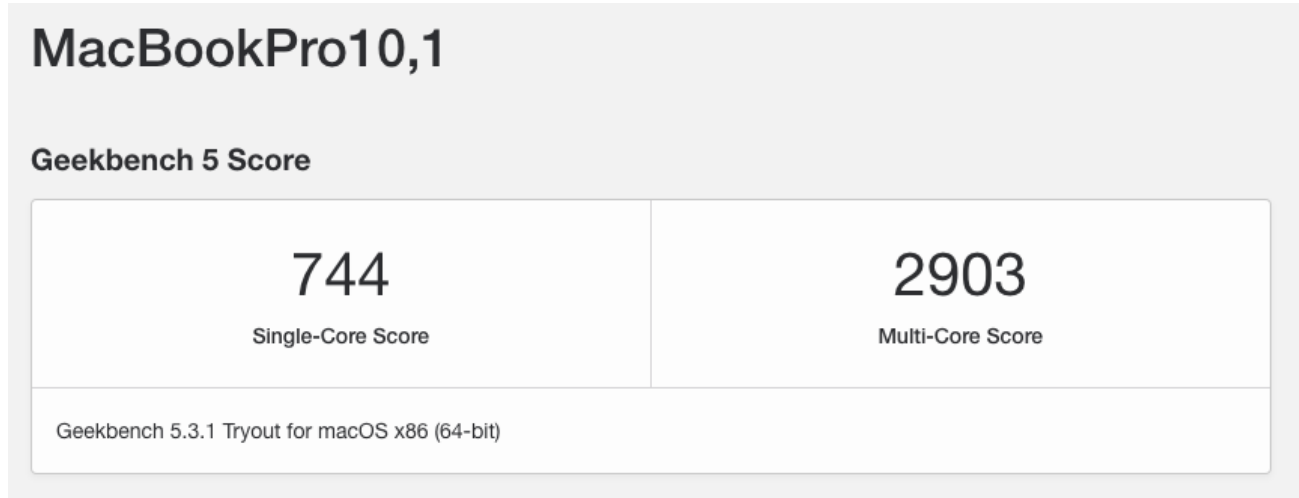 MacBookPro10,1
Geekbench 5 Score
744
Single-Core Score
2903
Multi-Core Score
Geekbench 5.3.1 Tryout for macOS x86 (64-bit)